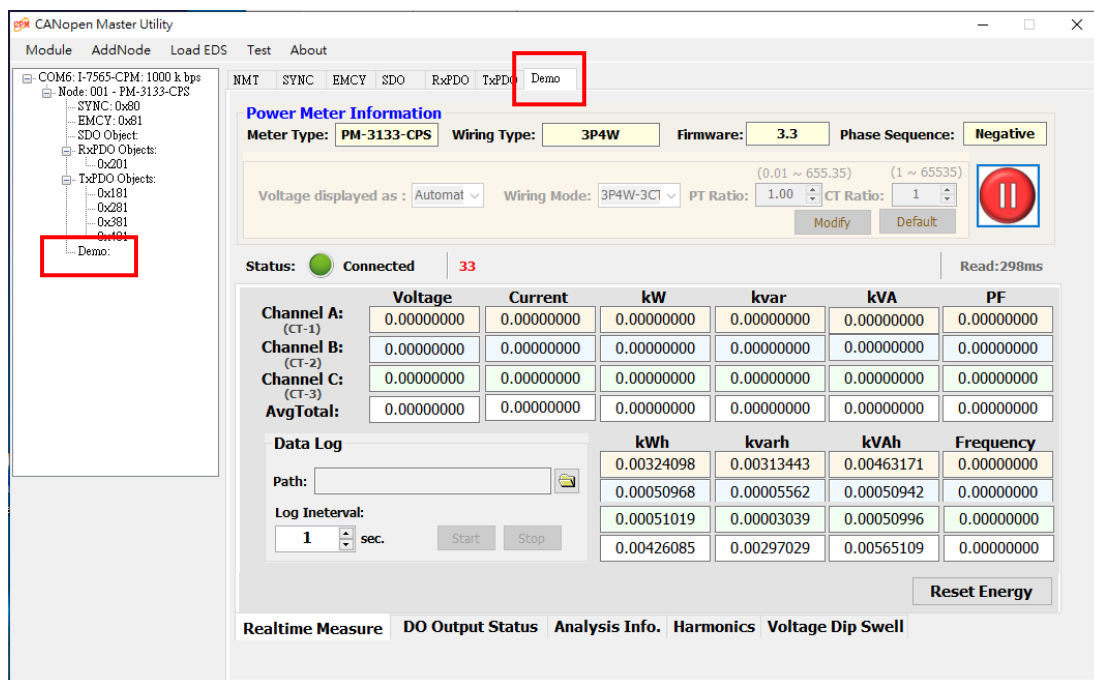 CPM CANopen Master Utility
Module AddNode Load EDS Test About
COM6: I-7565-CPM: 1000 k bps
Node: 001 - PM-3133-CPS
SYNC: 0x80
EMCY: 0x81
SDO Object:
RxPDO Objects:
0x201
TxPDO Objects:
0x181
0x281
0x381
0x481
Demo:
NMT SYNC EMCY SDO RxPDO TxPDO Demo
Power Meter Information
Meter Type: PM-3133-CPS Wiring Type: 3P4W Firmware: 3.3 Phase Sequence: Negative
(0.01 ~ 655.35) (1 ~ 65535)
Voltage displayed as : Automat Wiring Mode: 3P4W-3CT PT Ratio: 1.00 CT Ratio: 1
Modify Default
Status: Connected 33 Read:298ms
Voltage Current kW kvar kVA PF
Channel A: 0.00000000 0.00000000 0.00000000 0.00000000 0.00000000 0.00000000
(CT-1)
Channel B: 0.00000000 0.00000000 0.00000000 0.00000000 0.00000000 0.00000000
(CT-2)
Channel C: 0.00000000 0.00000000 0.00000000 0.00000000 0.00000000 0.00000000
(CT-3)
AvgTotal: 0.00000000 0.00000000 0.00000000 0.00000000 0.00000000 0.00000000
Data Log
Path:
Log Ineterval:
1 sec. Start Stop
kWh kvarh kVAh Frequency
0.00324098 0.00313443 0.00463171 0.00000000
0.00050968 0.00005562 0.00050942 0.00000000
0.00051019 0.00003039 0.00050996 0.00000000
0.00426085 0.00297029 0.00565109 0.00000000
Reset Energy
Realtime Measure DO Output Status Analysis Info. Harmonics Voltage Dip Swell